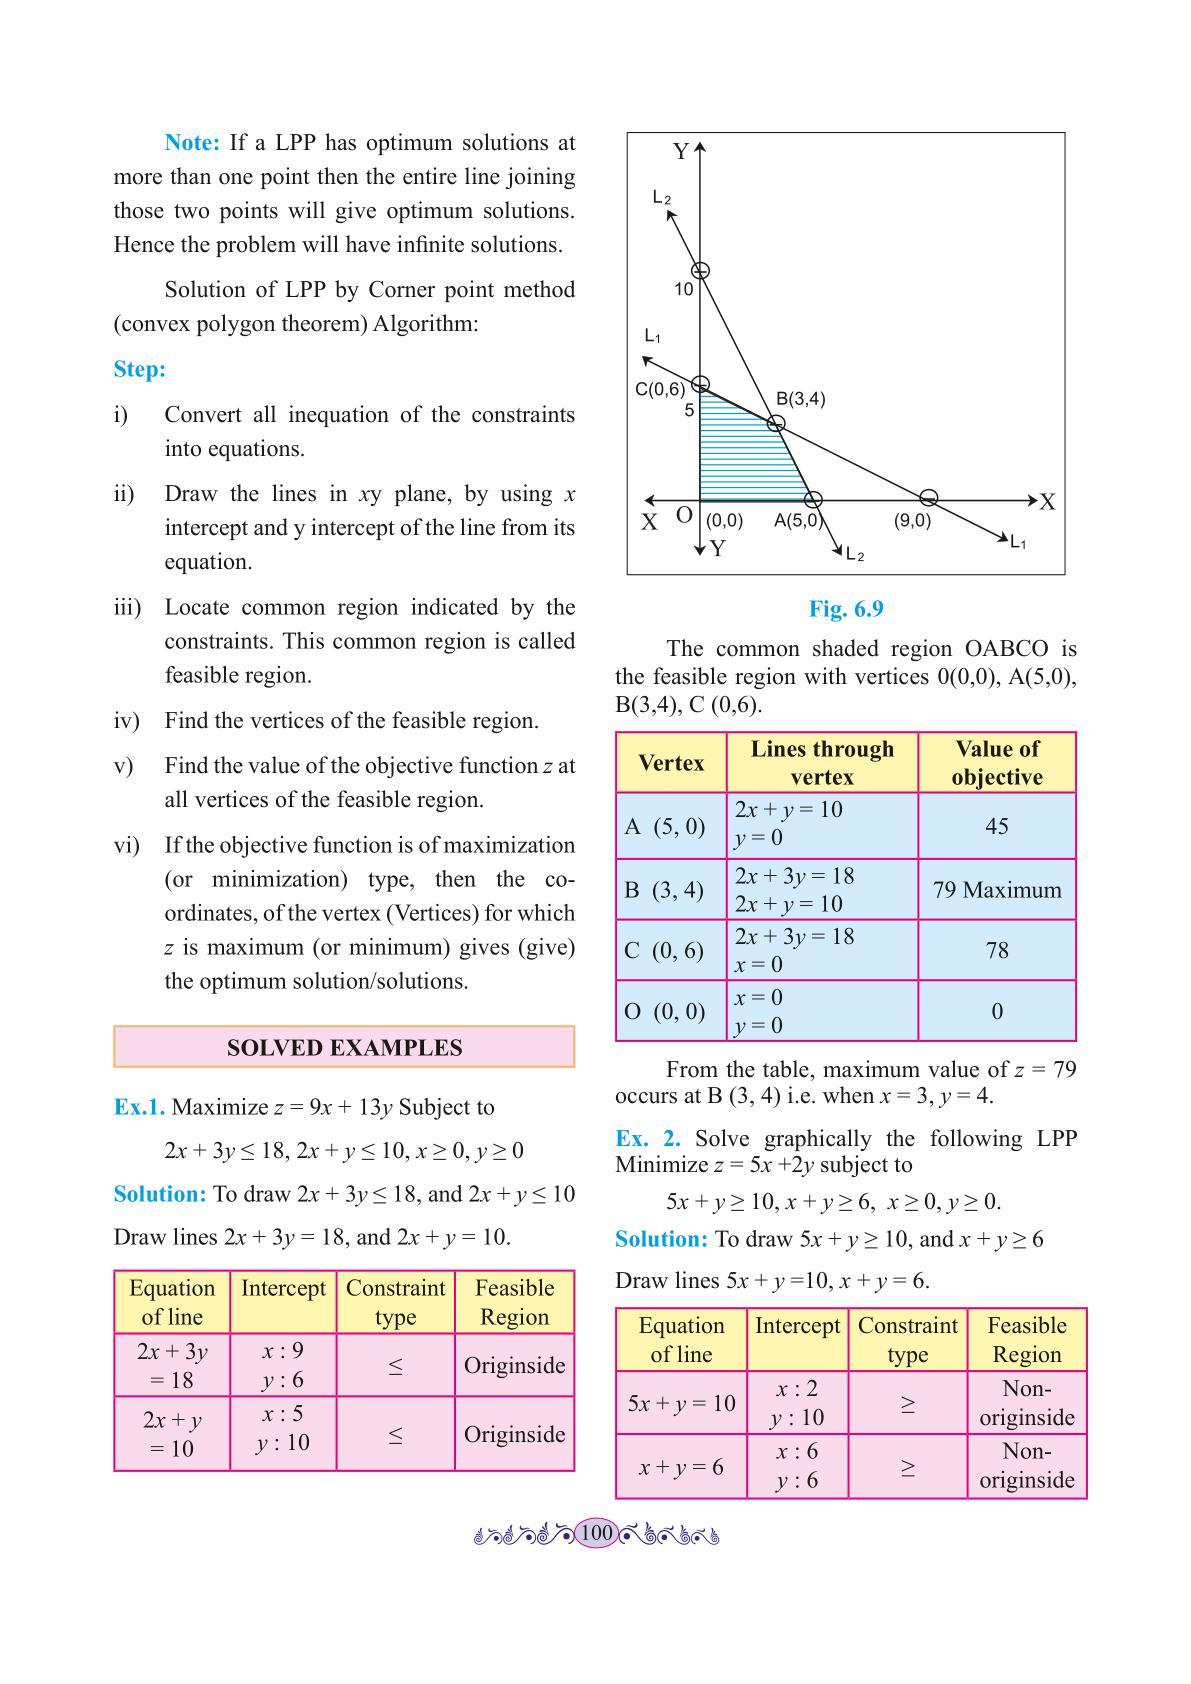 Note: If a LPP has optimum solutions at
more than one point then the entire line joining
those two points will give optimum solutions.
Hence the problem will have infinite solutions.
Solution of LPP by Corner point method
(convex polygon theorem) Algorithm:
Step:
i) Convert all inequation of the constraints
into equations.
ii) Draw the lines in xy plane, by using x
intercept and y intercept of the line from its
equation.
iii) Locate common region indicated by the
constraints. This common region is called
feasible region.
iv) Find the vertices of the feasible region.
v) Find the value of the objective function z at
all vertices of the feasible region.
vi) If the objective function is of maximization
(or minimization) type, then the co-
ordinates, of the vertex (Vertices) for which
z is maximum (or minimum) gives (give)
the optimum solution/solutions.
SOLVED EXAMPLES
Ex.1. Maximize z = 9x + 13y Subject to
2x + 3y ≤ 18, 2x + y ≤ 10, x ≥ 0, y ≥ 0
Solution: To draw 2x + 3y ≤ 18, and 2x + y ≤ 10
Draw lines 2x + 3y = 18, and 2x + y = 10.
Equation Intercept Constraint Feasible
of line type Region
2x + 3y x : 9
= 18 y : 6 ≤ Originside
2x + y x : 5
= 10 y : 10 ≤ Originside
Y
L2
10
L1
C(0,6)
5
B(3,4)
X O (0,0) A(5,0) (9,0) X
Y L2 L1
Fig. 6.9
The common shaded region OABCO is
the feasible region with vertices 0(0,0), A(5,0),
B(3,4), C (0,6).
Vertex Lines through Value of
vertex objective
A (5, 0) 2x + y = 10 45
y = 0
B (3, 4) 2x + 3y = 18 79 Maximum
2x + y = 10
C (0, 6) 2x + 3y = 18 78
x = 0
O (0, 0) x = 0 0
y = 0
From the table, maximum value of z = 79
occurs at B (3, 4) i.e. when x = 3, y = 4.
Ex. 2. Solve graphically the following LPP
Minimize z = 5x +2y subject to
5x + y ≥ 10, x + y ≥ 6, x ≥ 0, y ≥ 0.
Solution: To draw 5x + y ≥ 10, and x + y ≥ 6
Draw lines 5x + y =10, x + y = 6.
Equation Intercept Constraint Feasible
of line type Region
5x + y = 10 x : 2 ≥ Non-
y : 10 originside
x + y = 6 x : 6 ≥ Non-
y : 6 originside
100